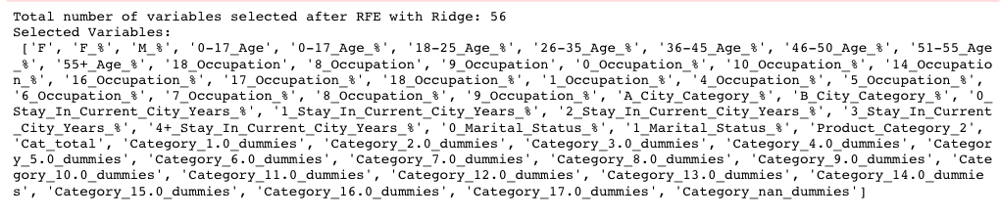 Total number of variables selected after RFE with Ridge: 56
Selected Variables:
['F', 'F_%', 'M_%', '0-17_Age', '0-17_Age_%', '18-25_Age_%', '26-35_Age_%', '36-45_Age_%', '46-50_Age_%', '51-55_Age
_%', '55+_Age_%', '18_Occupation', '8_Occupation', '9_Occupation', '0_Occupation_%', '10_Occupation_%', '14_Occupatio
n_%', '16_Occupation_%', '17_Occupation_%', '18_Occupation_%', '1_Occupation_%', '4_Occupation_%', '5_Occupation_%',
'6_Occupation_%', '7_Occupation_%', '8_Occupation_%', '9_Occupation_%', 'A_City_Category_%', 'B_City_Category_%', '0_
Stay_In_Current_City_Years_%', '1_Stay_In_Current_City_Years_%', '2_Stay_In_Current_City_Years_%', '3_Stay_In_Current
_City_Years_%', '4+_Stay_In_Current_City_Years_%', '0_Marital_Status_%', '1_Marital_Status_%', 'Product_Category_2',
'Cat_total', 'Category_1.0_dummies', 'Category_2.0_dummies', 'Category_3.0_dummies', 'Category_4.0_dummies', 'Categor
y_5.0_dummies', 'Category_6.0_dummies', 'Category_7.0_dummies', 'Category_8.0_dummies', 'Category_9.0_dummies', 'Cate
gory_10.0_dummies', 'Category_11.0_dummies', 'Category_12.0_dummies', 'Category_13.0_dummies', 'Category_14.0_dummie
s', 'Category_15.0_dummies', 'Category_16.0_dummies', 'Category_17.0_dummies', 'Category_nan_dummies']